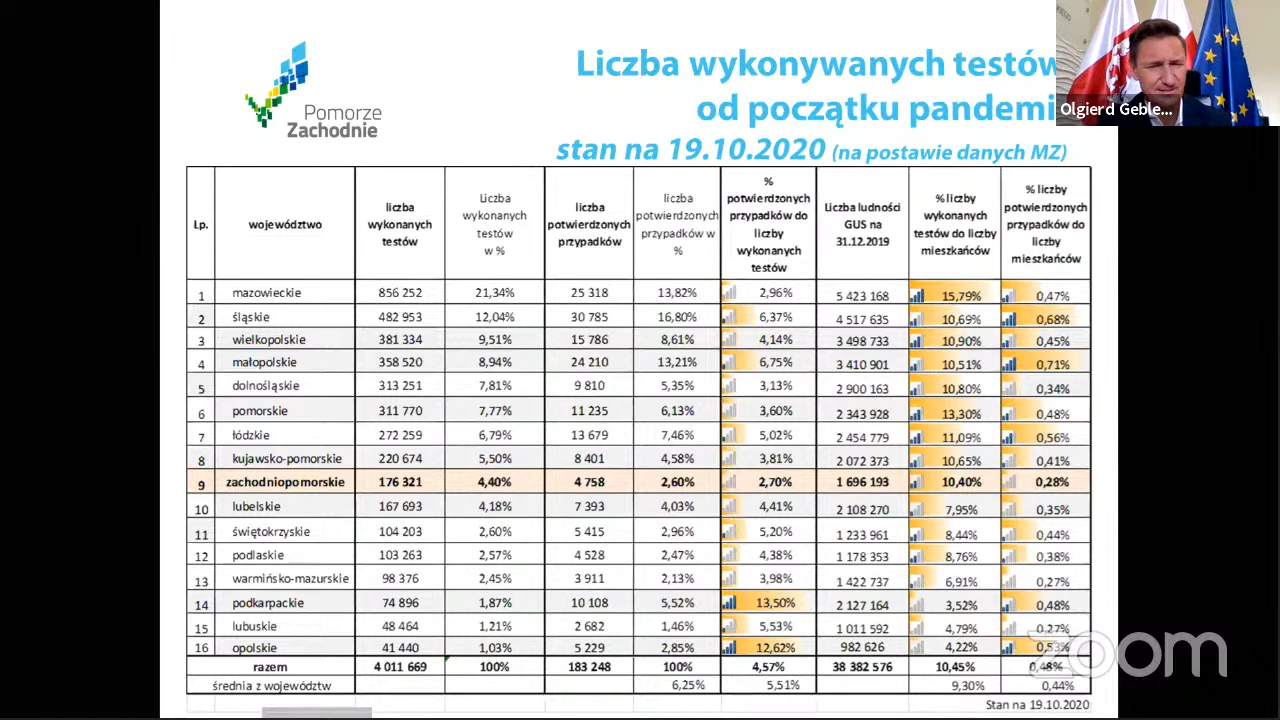 Liczba wykonywanych testów
od początku pandemi
stan na 19.10.2020 (na postawie danych MZ)
Pomorze
Zachodnie
Olgierd Geble...
Lp. | województwo | liczba wykonanych testów | Liczba wykonanych testów w % | liczba potwierdzonych przypadków | liczba potwierdzonych przypadków w % | % potwierdzonych przypadków do liczby wykonanych testów | Liczba ludności GUS na 31.12.2019 | % liczby wykonanych testów do liczby mieszkańców | % liczby potwierdzonych przypadków do liczby mieszkańców
1 mazowieckie 856 252 21,34% 25 318 13,82% 2,96% 5 423 168 15,79% 0,47%
2 śląskie 482 953 12,04% 30 785 16,80% 6,37% 4 517 635 10,69% 0,68%
3 wielkopolskie 381 334 9,51% 15 786 8,61% 4,14% 3 498 733 10,90% 0,45%
4 małopolskie 358 520 8,94% 24 210 13,21% 6,75% 3 410 901 10,51% 0,71%
5 dolnośląskie 313 251 7,81% 9 810 5,35% 3,13% 2 900 163 10,80% 0,34%
6 pomorskie 311 770 7,77% 11 235 6,13% 3,60% 2 343 928 13,30% 0,48%
7 łódzkie 272 259 6,79% 13 679 7,46% 5,02% 2 454 779 11,09% 0,56%
8 kujawsko-pomorskie 220 674 5,50% 8 401 4,58% 3,81% 2 072 373 10,65% 0,41%
9 zachodniopomorskie 176 321 4,40% 4 758 2,60% 2,70% 1 696 193 10,40% 0,28%
10 lubelskie 167 693 4,18% 7 393 4,03% 4,41% 2 108 270 7,95% 0,35%
11 świętokrzyskie 104 203 2,60% 5 415 2,96% 5,20% 1 233 961 8,44% 0,44%
12 podlaskie 103 263 2,57% 4 528 2,47% 4,38% 1 178 353 8,76% 0,38%
13 warmińsko-mazurskie 98 376 2,45% 3 911 2,13% 3,98% 1 422 737 6,91% 0,27%
14 podkarpackie 74 896 1,87% 10 108 5,52% 13,50% 2 127 164 3,52% 0,48%
15 lubuskie 48 464 1,21% 2 682 1,46% 5,53% 1 011 592 4,79% 0,27%
16 opolskie 41 440 1,03% 5 229 2,85% 12,62% 982 626 4,22% 0,53%
razem 4 011 669 100% 183 248 100% 4,57% 38 382 576 10,45% 0,48%
średnia z województw 6,25% 5,51% 9,30% 0,44%
Stan na 19.10.2020
zoom